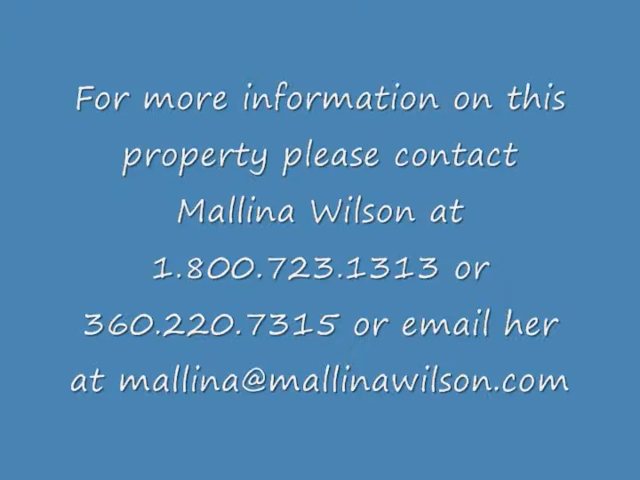 For more information on this
property please contact
Mallina Wilson at
1.800.723.1313 or
360.220.7315 or email her
at mallina@mallinawilson.com